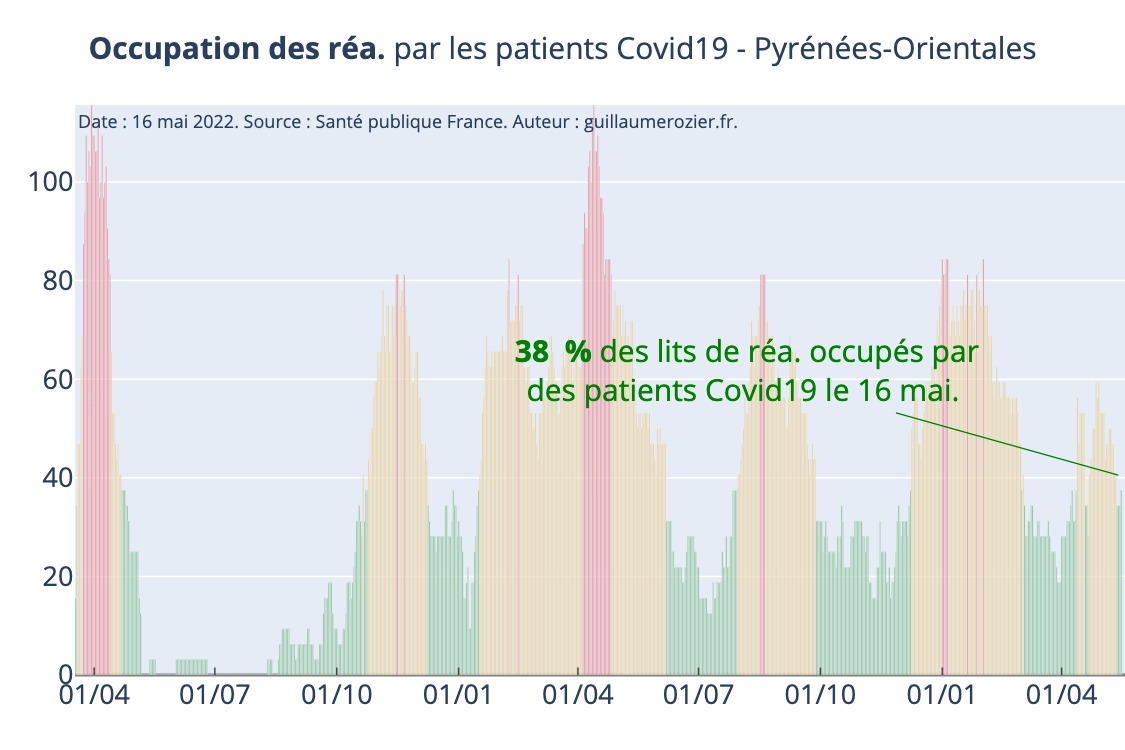 Occupation des réa. par les patients Covid19 - Pyrénées-Orientales
Date : 16 mai 2022. Source : Santé publique France. Auteur : guillaumerozier.fr.
100
80
60
40
20
0
38 % des lits de réa. occupés par
des patients Covid19 le 16 mai.
01/04 01/07 01/10 01/01 01/04 01/07 01/10 01/01 01/04